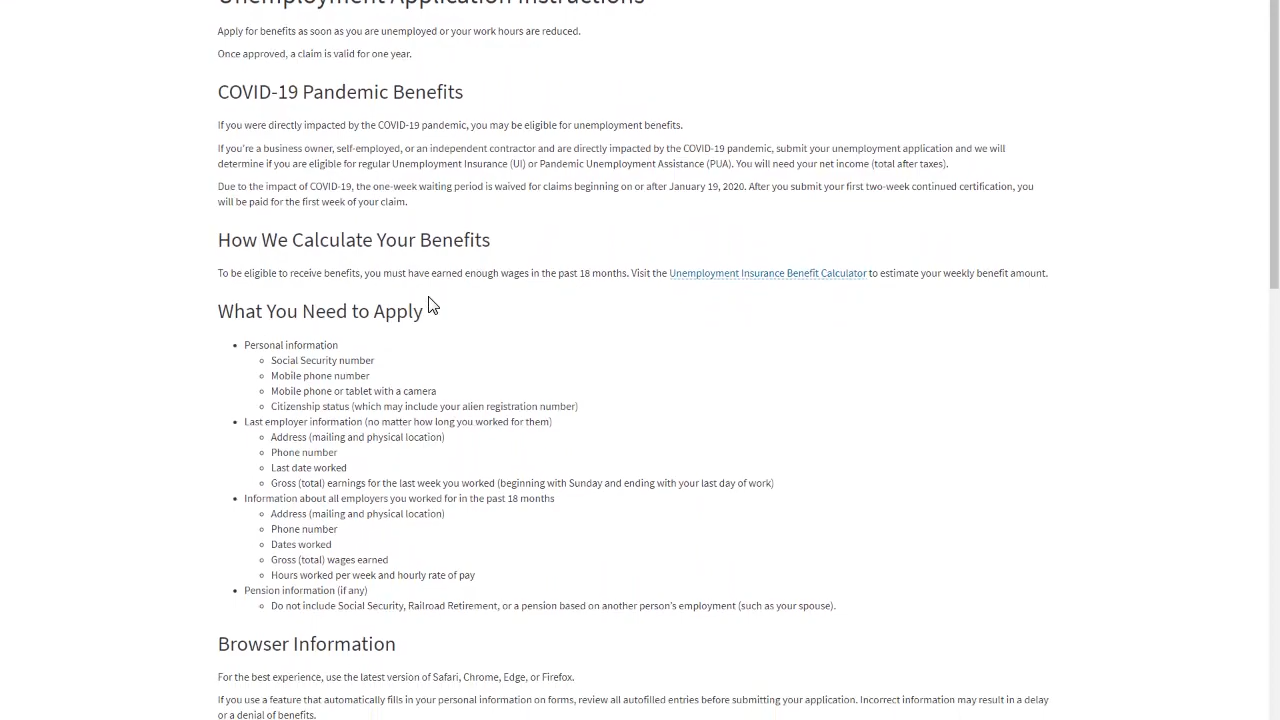 Unemployment Application Instructions
Apply for benefits as soon as you are unemployed or your work hours are reduced.
Once approved, a claim is valid for one year.
COVID-19 Pandemic Benefits
If you were directly impacted by the COVID-19 pandemic, you may be eligible for unemployment benefits.
If you're a business owner, self-employed, or an independent contractor and are directly impacted by the COVID-19 pandemic, submit your unemployment application and we will
determine if you are eligible for regular Unemployment Insurance (UI) or Pandemic Unemployment Assistance (PUA). You will need your net income (total after taxes).
Due to the impact of COVID-19, the one-week waiting period is waived for claims beginning on or after January 19, 2020. After you submit your first two-week continued certification, you
will be paid for the first week of your claim.
How We Calculate Your Benefits
To be eligible to receive benefits, you must have earned enough wages in the past 18 months. Visit the Unemployment Insurance Benefit Calculator to estimate your weekly benefit amount.
What You Need to Apply
Personal information
Social Security number
Mobile phone number
Mobile phone or tablet with a camera
Citizenship status (which may include your alien registration number)
Last employer information (no matter how long you worked for them)
Address (mailing and physical location)
Phone number
Last date worked
Gross (total) earnings for the last week you worked (beginning with Sunday and ending with your last day of work)
Information about all employers you worked for in the past 18 months
Address (mailing and physical location)
Phone number
Dates worked
Gross (total) wages earned
Hours worked per week and hourly rate of pay
Pension information (if any)
Do not include Social Security, Railroad Retirement, or a pension based on another person's employment (such as your spouse).
Browser Information
For the best experience, use the latest version of Safari, Chrome, Edge, or Firefox.
If you use a feature that automatically fills in your personal information on forms, review all autofilled entries before submitting your application. Incorrect information may result in a delay
or a denial of benefits.